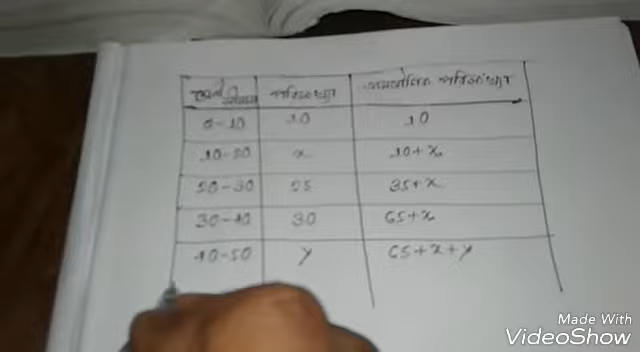 শ্রেণী সীমানা পরিসংখ্যা ক্রমযৌগিক পরিসংখ্যা
0-10 10 10
10-20 x 10+x
20-30 25 35+x
30-40 30 65+x
40-50 y 65+x+y
Made With
VideoShow